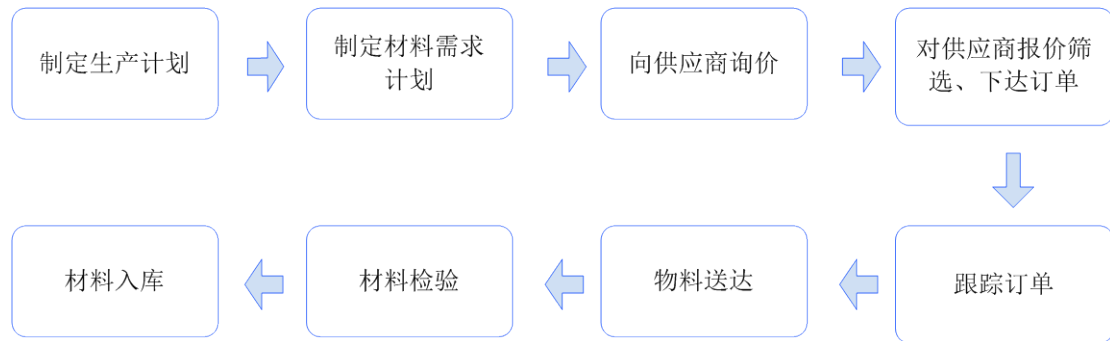 制定生产计划
制定材料需求
计划
向供应商询价
对供应商报价筛
选、下达订单
跟踪订单
物料送达
材料检验
材料入库